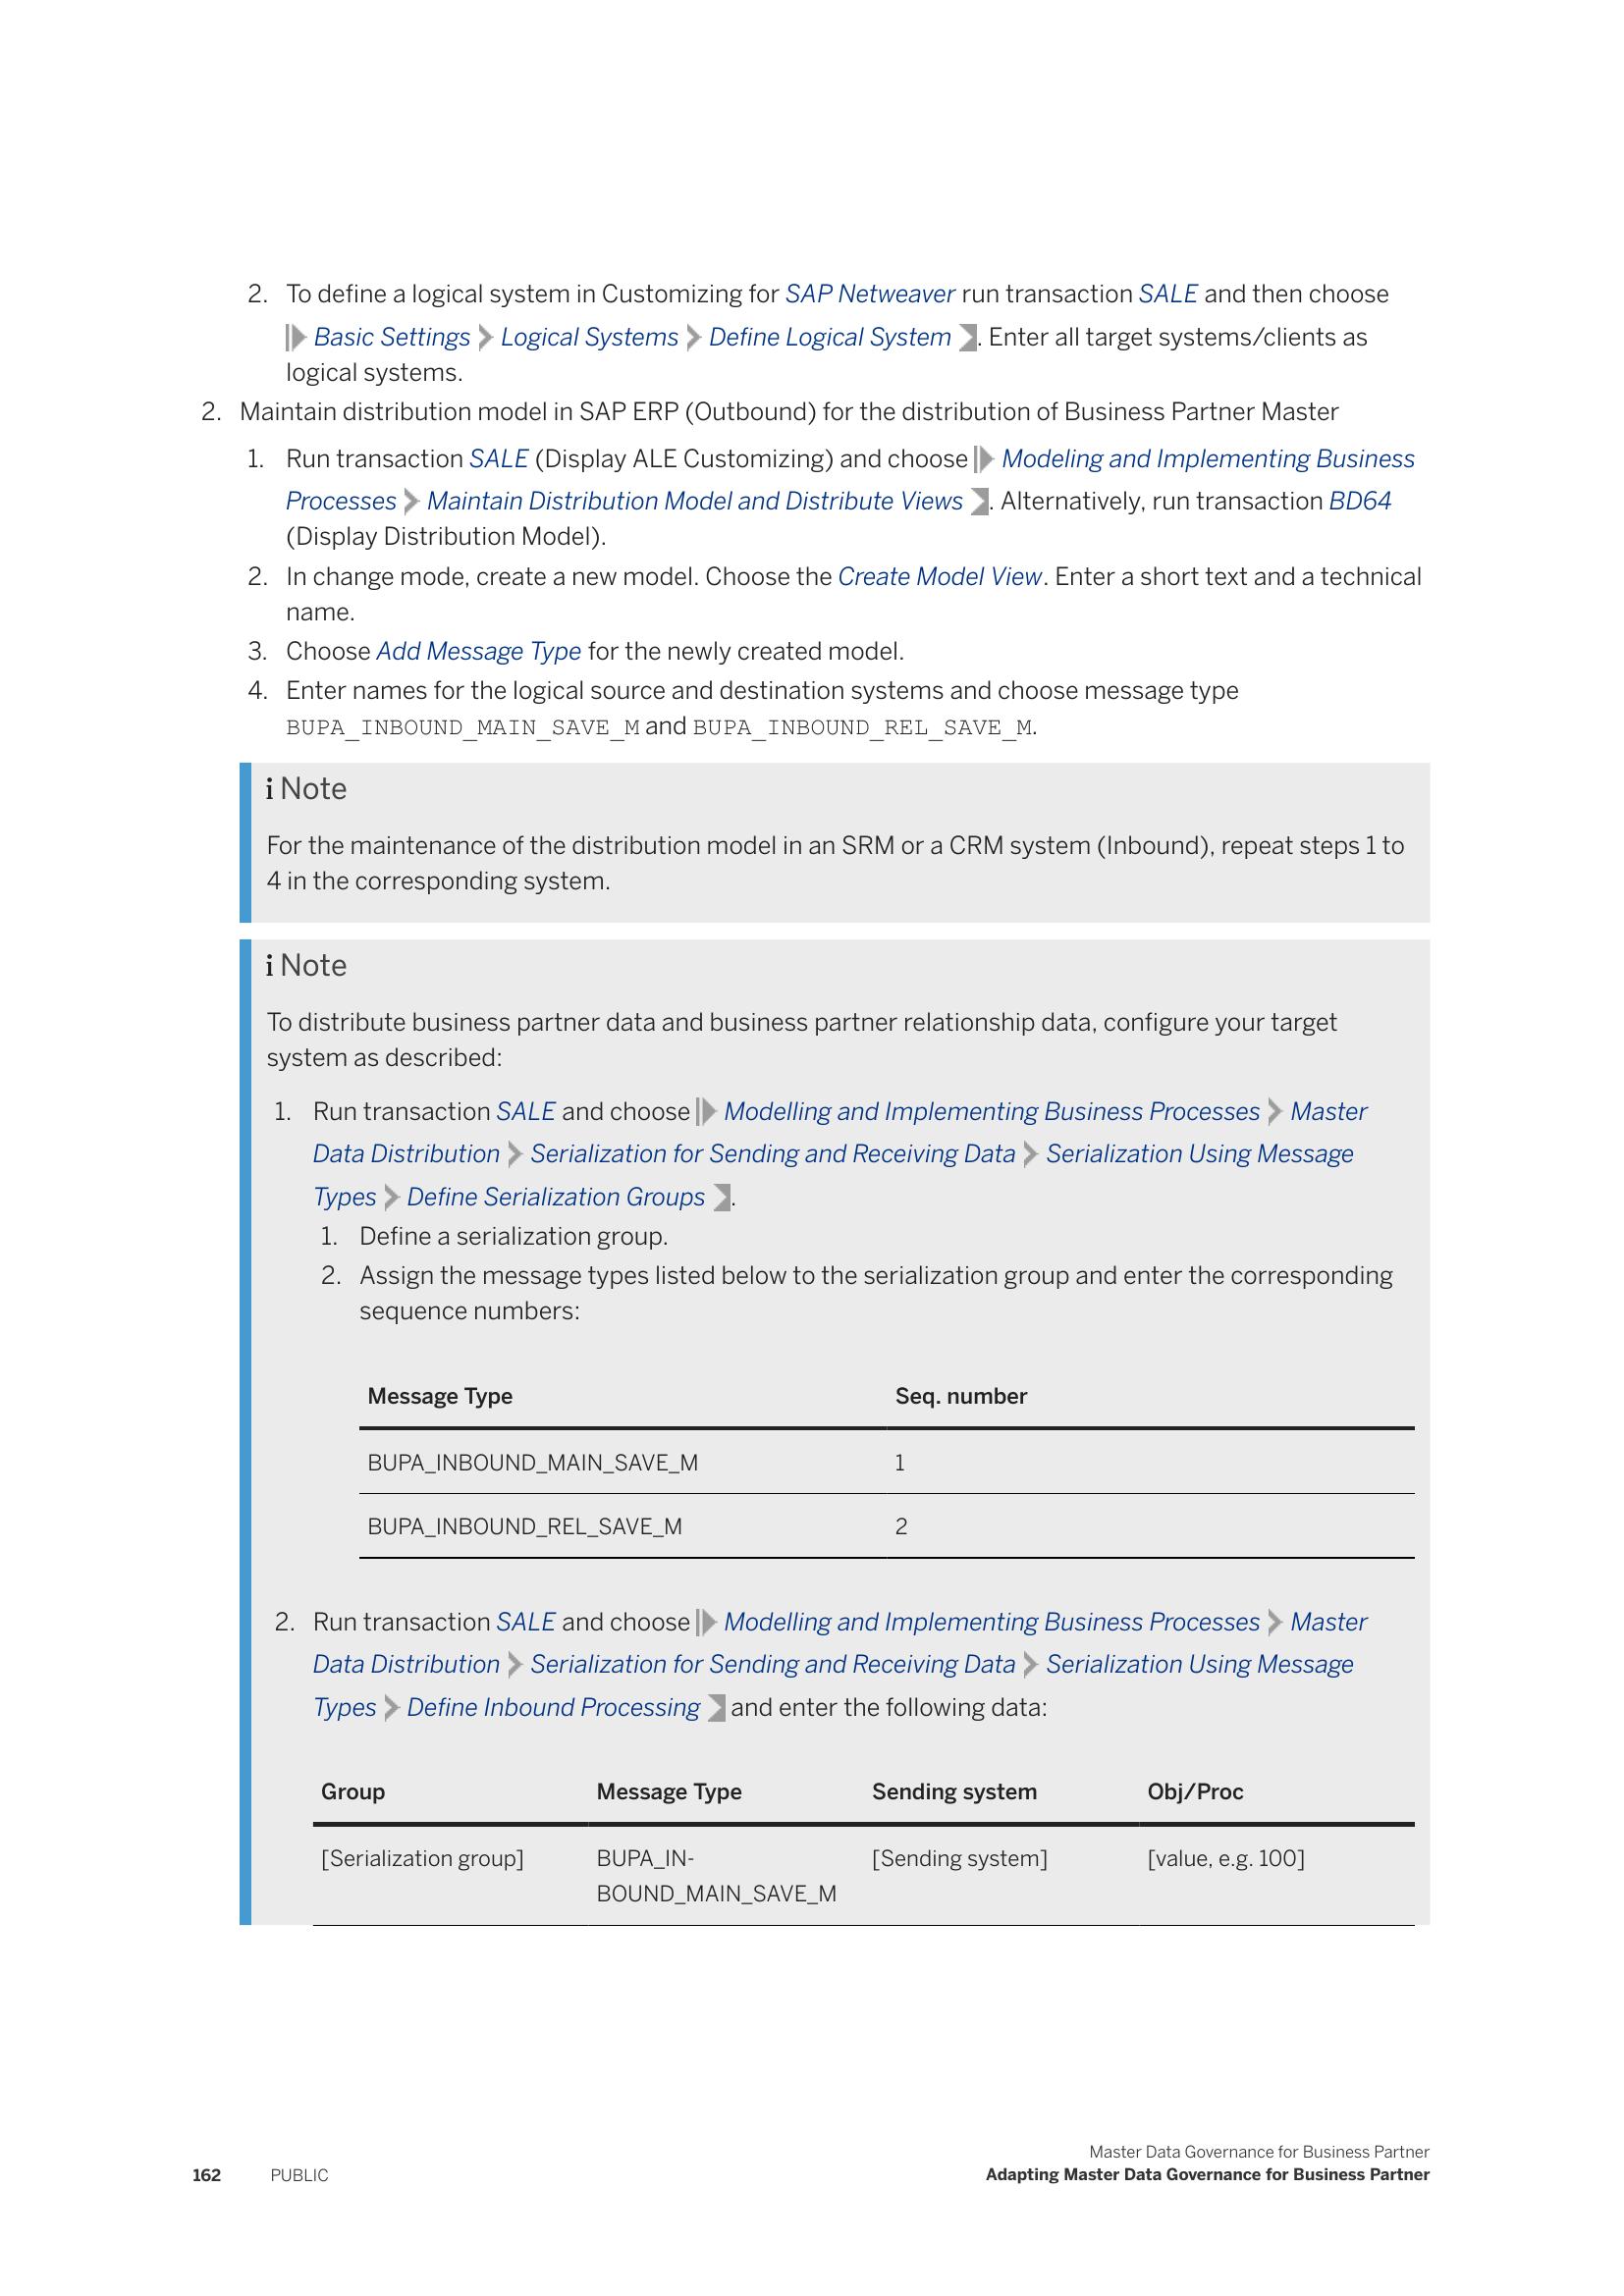 2. To define a logical system in Customizing for SAP Netweaver run transaction SALE and then choose
Basic Settings Logical Systems Define Logical System . Enter all target systems/clients as
logical systems.
2. Maintain distribution model in SAP ERP (Outbound) for the distribution of Business Partner Master
1. Run transaction SALE (Display ALE Customizing) and choose Modeling and Implementing Business
Processes Maintain Distribution Model and Distribute Views . Alternatively, run transaction BD64
(Display Distribution Model).
2. In change mode, create a new model. Choose the Create Model View. Enter a short text and a technical
name.
3. Choose Add Message Type for the newly created model.
4. Enter names for the logical source and destination systems and choose message type
BUPA_INBOUND_MAIN_SAVE_M and BUPA_INBOUND_REL_SAVE_M.
i Note
For the maintenance of the distribution model in an SRM or a CRM system (Inbound), repeat steps 1 to
4 in the corresponding system.
i Note
To distribute business partner data and business partner relationship data, configure your target
system as described:
1. Run transaction SALE and choose Modelling and Implementing Business Processes Master
Data Distribution Serialization for Sending and Receiving Data Serialization Using Message
Types Define Serialization Groups .
1. Define a serialization group.
2. Assign the message types listed below to the serialization group and enter the corresponding
sequence numbers:
Message Type Seq. number
BUPA_INBOUND_MAIN_SAVE_M 1
BUPA_INBOUND_REL_SAVE_M 2
2. Run transaction SALE and choose Modelling and Implementing Business Processes Master
Data Distribution Serialization for Sending and Receiving Data Serialization Using Message
Types Define Inbound Processing and enter the following data:
Group Message Type Sending system Obj/Proc
[Serialization group] BUPA_IN- [Sending system] [value, e.g. 100]
BOUND_MAIN_SAVE_M
Master Data Governance for Business Partner
162 PUBLIC Adapting Master Data Governance for Business Partner